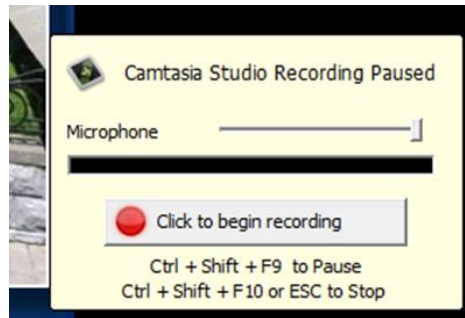 Camtasia Studio Recording Paused
Microphone
Click to begin recording
Ctrl + Shift + F9 to Pause
Ctrl + Shift + F10 or ESC to Stop